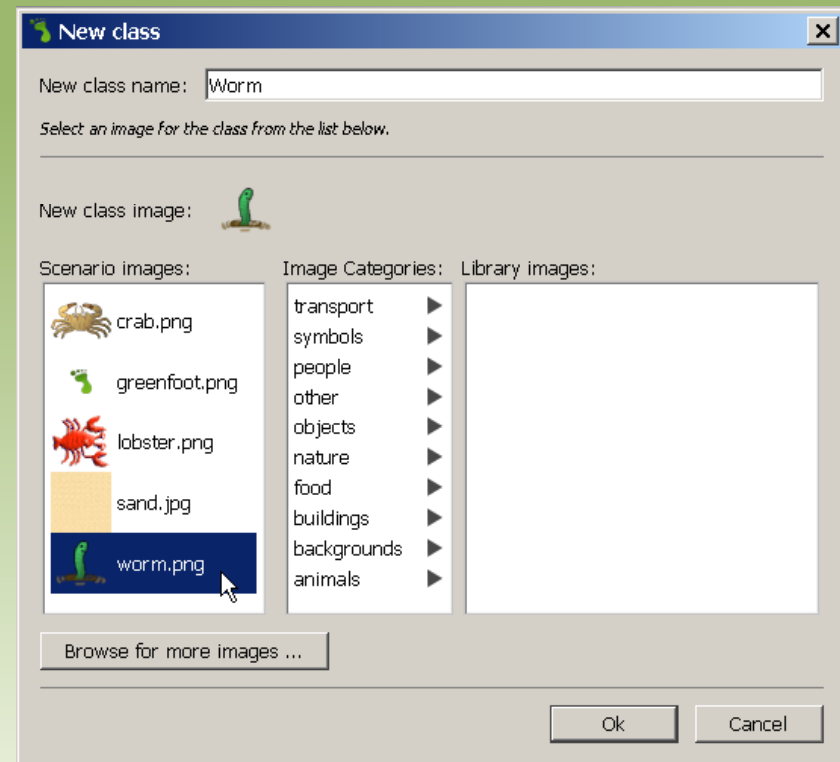 New class
New class name: Worm
Select an image for the class from the list below.
New class image:
Scenario images:
crab.png
greenfoot.png
lobster.png
sand.jpg
worm.png
Image Categories:
transport
symbols
people
other
objects
nature
food
buildings
backgrounds
animals
Library images:
Browse for more images ...
Ok
Cancel